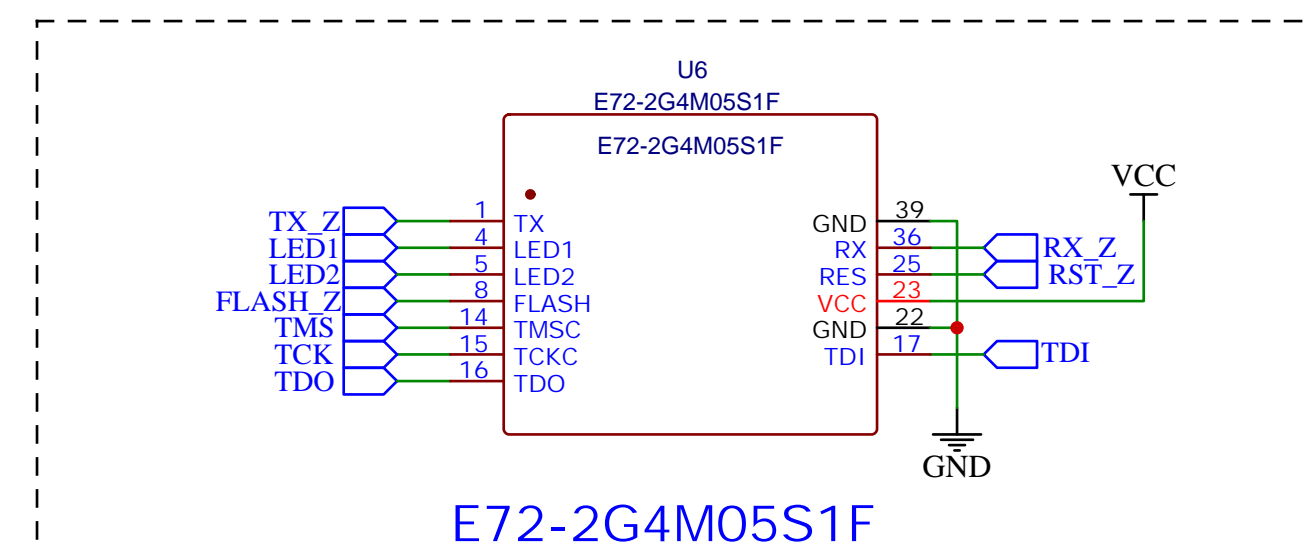 U6
E72-2G4M05S1F
E72-2G4M05S1F
VCC
TX_Z 1 TX GND 39
LED1 4 LED1 RX 36 RX_Z
LED2 5 LED2 RES 25 RST_Z
FLASH_Z 8 FLASH VCC 23
TMS 14 TMSC GND 22
TCK 15 TCKC TDI 17 TDI
TDO 16 TDO
GND
E72-2G4M05S1F